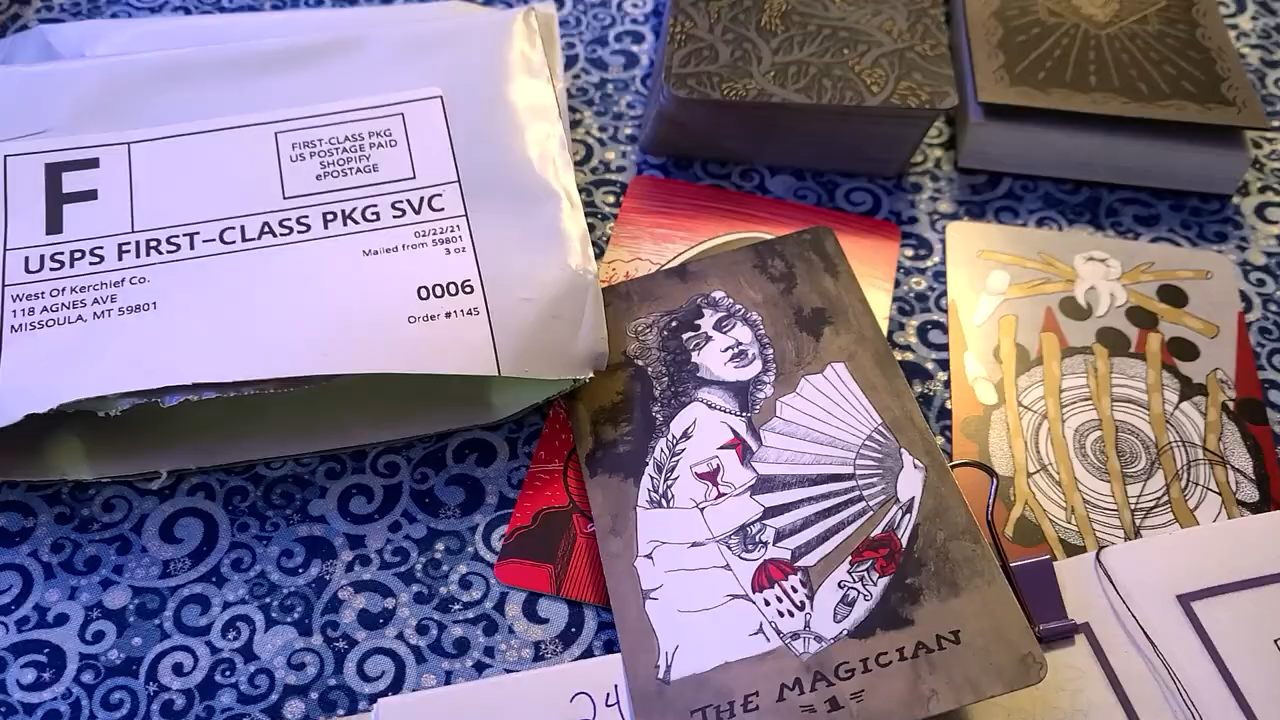 F
FIRST-CLASS PKG
US POSTAGE PAID
SHOPIFY
ePOSTAGE
USPS FIRST-CLASS PKG SVC
02/22/21
Mailed from 59801
3 oz
West Of Kerchief Co.
118 AGNES AVE
MISSOULA, MT 59801
0006
Order #1145
THE MAGICIAN
1
24